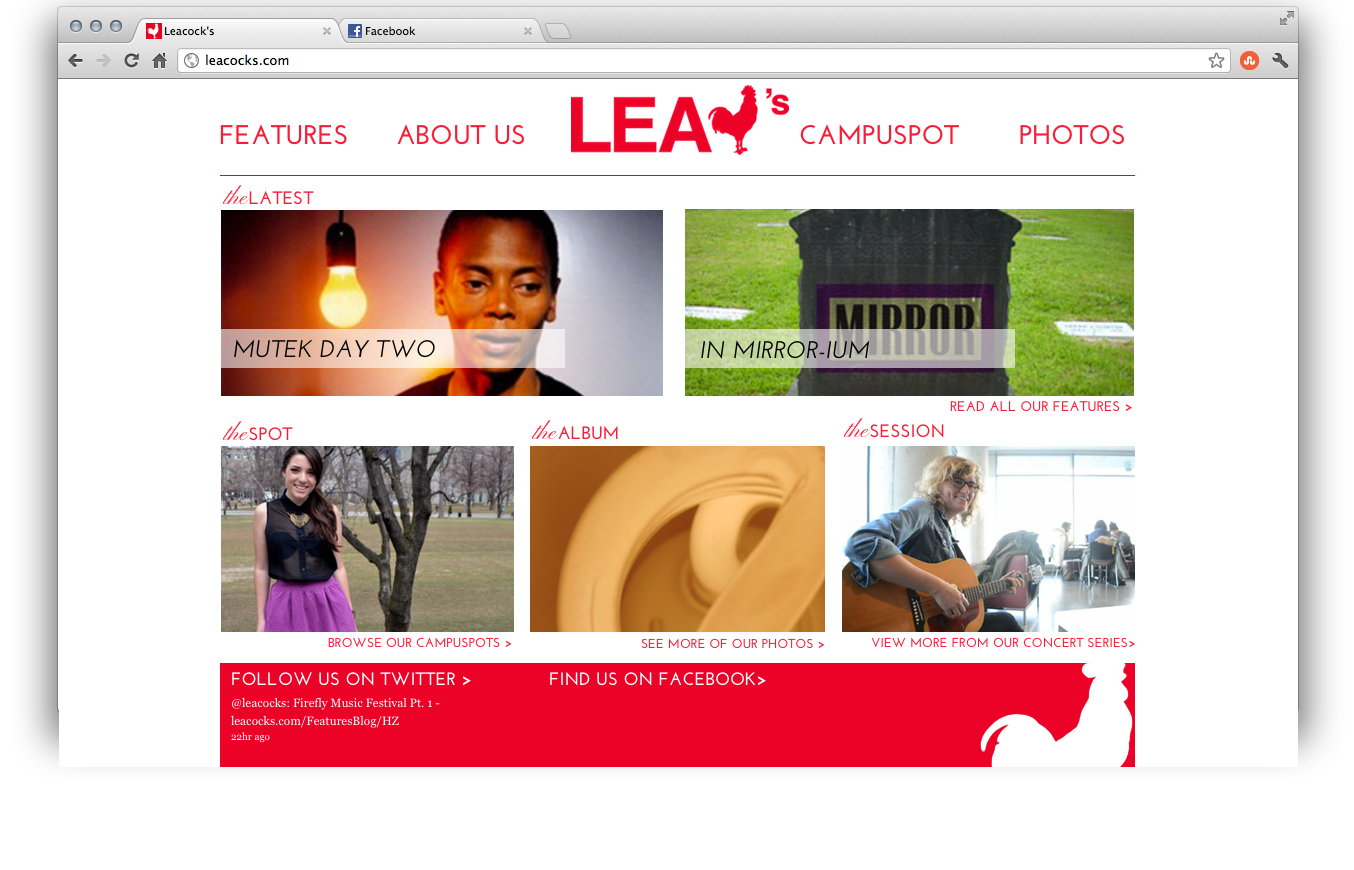 Leacock's
Facebook
leacocks.com
FEATURES
ABOUT US
LEA's
CAMPUSPOT
PHOTOS
theLATEST
MUTEK DAY TWO
MIRROR
IN MIRROR-IUM
READ ALL OUR FEATURES >
theSPOT
theALBUM
theSESSION
BROWSE OUR CAMPUSPOTS >
SEE MORE OF OUR PHOTOS >
VIEW MORE FROM OUR CONCERT SERIES>
FOLLOW US ON TWITTER >
@leacocks: Firefly Music Festival Pt. 1 -
leacocks.com/FeaturesBlog/HZ
22hr ago
FIND US ON FACEBOOK>